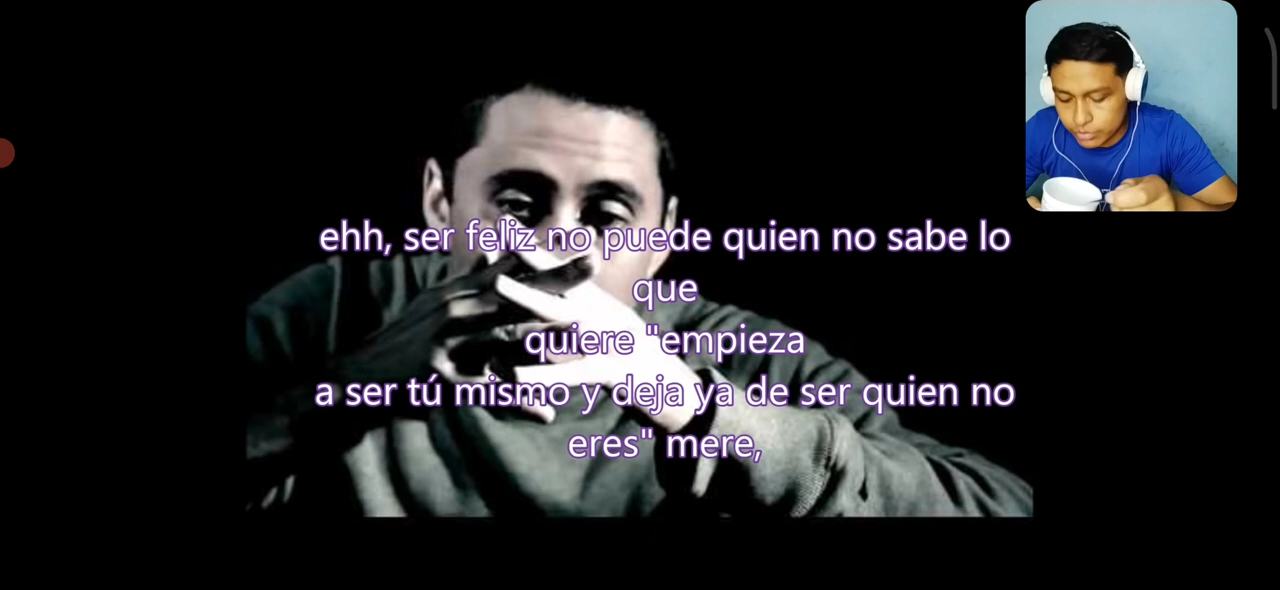 ehh, ser feliz no puede quien no sabe lo
que
quiere "empieza
a ser tú mismo y deja ya de ser quien no
eres" mere,